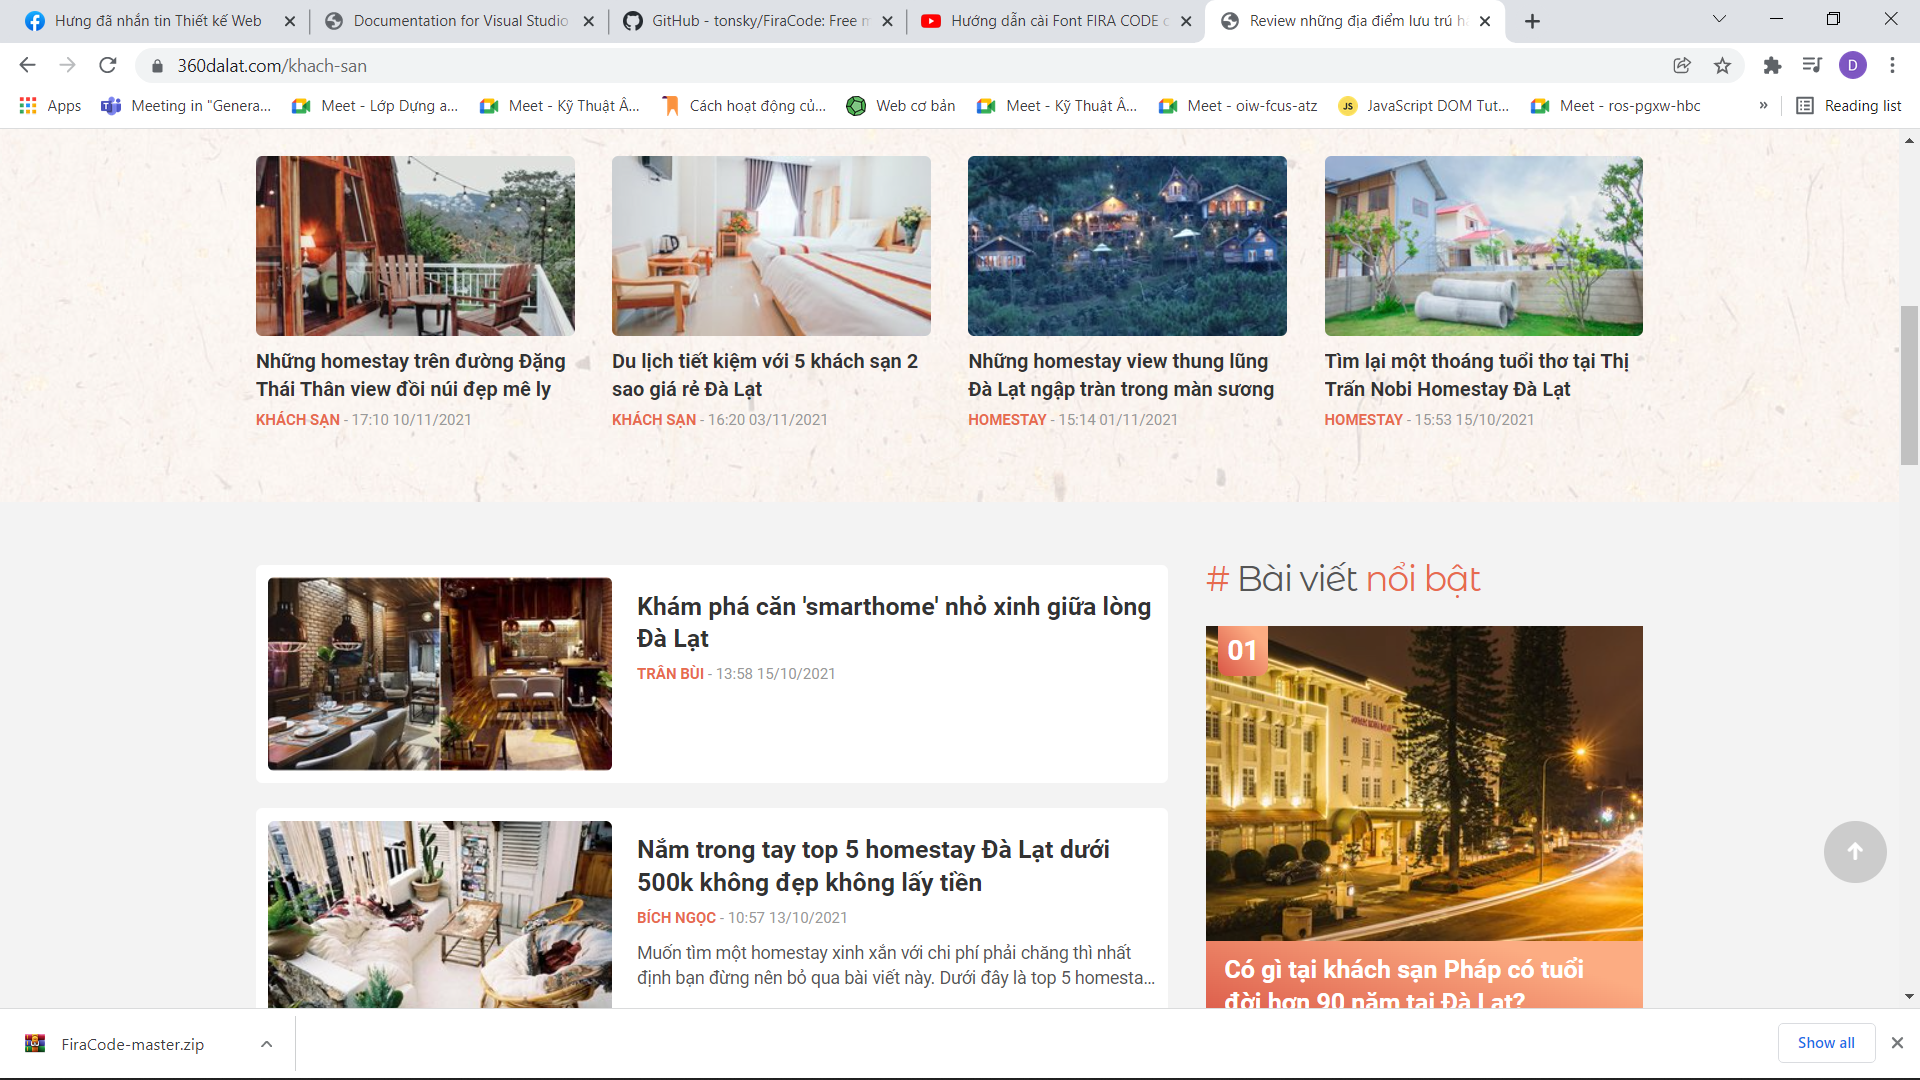 Hưng đã nhắn tin Thiết kế Web
Documentation for Visual Studio
GitHub - tonsky/FiraCode: Free m
Hướng dẫn cài Font FIRA CODE c
Review những địa điểm lưu trú h
360dalat.com/khach-san
D
Apps
Meeting in "Genera...
Meet - Lớp Dựng a...
Meet - Kỹ Thuật Â...
Cách hoạt động củ...
Web cơ bản
Meet - Kỹ Thuật Â...
Meet - oiw-fcus-atz
JS
JavaScript DOM Tut...
Meet - ros-pgxw-hbc
»
Reading list
Những homestay trên đường Đặng
Thái Thân view đồi núi đẹp mê ly
KHÁCH SẠN - 17:10 10/11/2021
Du lịch tiết kiệm với 5 khách sạn 2
sao giá rẻ Đà Lạt
KHÁCH SẠN - 16:20 03/11/2021
Những homestay view thung lũng
Đà Lạt ngập tràn trong màn sương
HOMESTAY - 15:14 01/11/2021
Tìm lại một thoáng tuổi thơ tại Thị
Trấn Nobi Homestay Đà Lạt
HOMESTAY - 15:53 15/10/2021
Khám phá căn 'smarthome' nhỏ xinh giữa lòng
Đà Lạt
TRÂN BÙI - 13:58 15/10/2021
Nắm trong tay top 5 homestay Đà Lạt dưới
500k không đẹp không lấy tiền
BÍCH NGỌC - 10:57 13/10/2021
Muốn tìm một homestay xinh xắn với chi phí phải chăng thì nhất
định bạn đừng nên bỏ qua bài viết này. Dưới đây là top 5 homesta...
# Bài viết nổi bật
01
Có gì tại khách sạn Pháp có tuổi
đời hơn 90 năm tại Đà Lạt?
FiraCode-master.zip
Show all